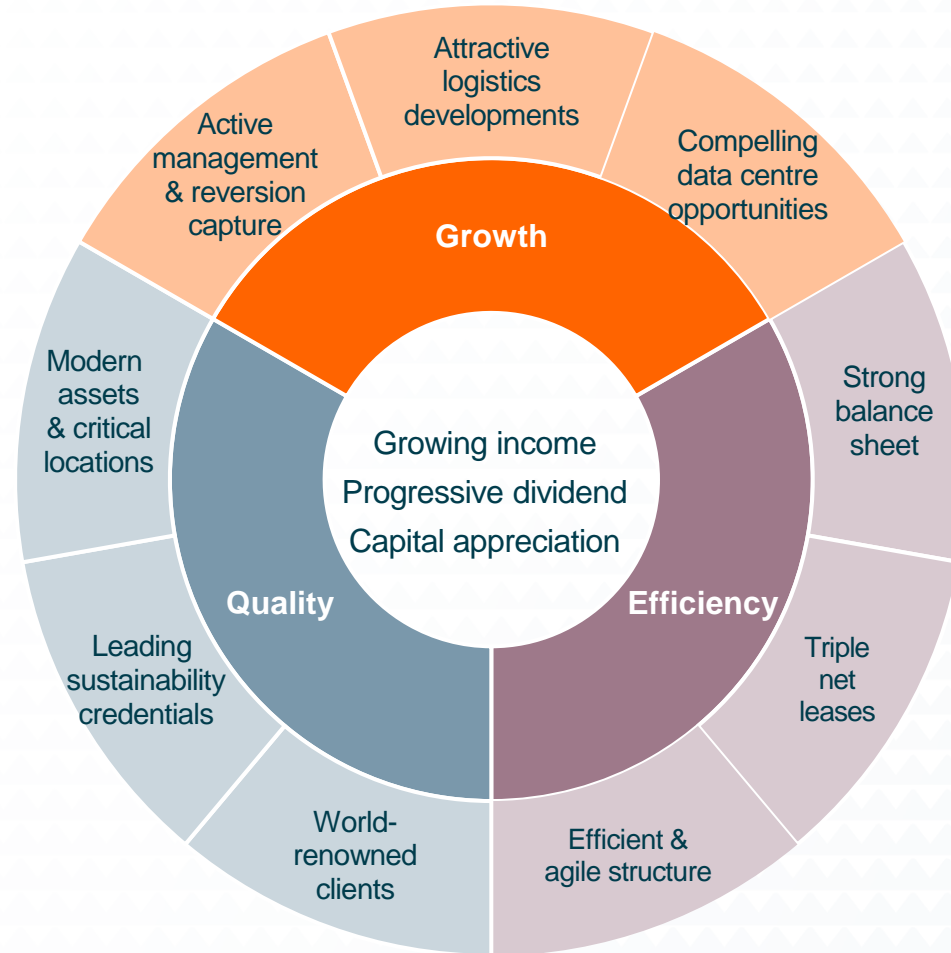 Attractive
logistics
developments
Active
management
& reversion
capture
Compelling
data centre
opportunities
Growth
Modern
assets
& critical
locations
Strong
balance
sheet
Growing income
Progressive dividend
Capital appreciation
Quality
Efficiency
Leading
sustainability
credentials
Triple
net
leases
World-
renowned
clients
Efficient &
agile structure